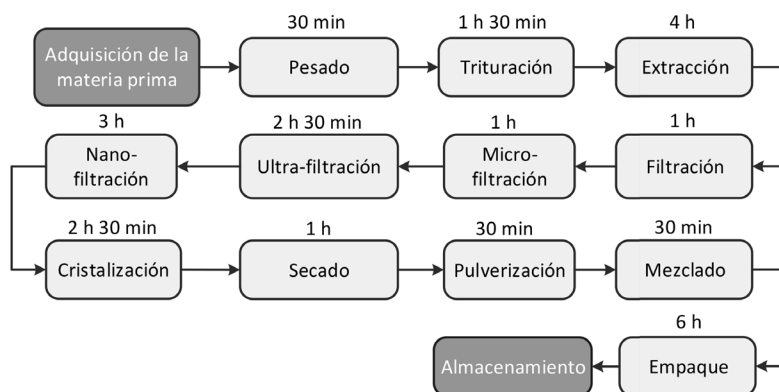 30 min
1 h 30 min
4 h
Adquisición de la
materia prima
Pesado
Trituración
Extracción
3 h
2 h 30 min
1 h
1 h
Nano-
filtración
Ultra-filtración
Micro-
filtración
Filtración
2 h 30 min
1 h
30 min
30 min
Cristalización
Secado
Pulverización
Mezclado
6 h
Almacenamiento
Empaque